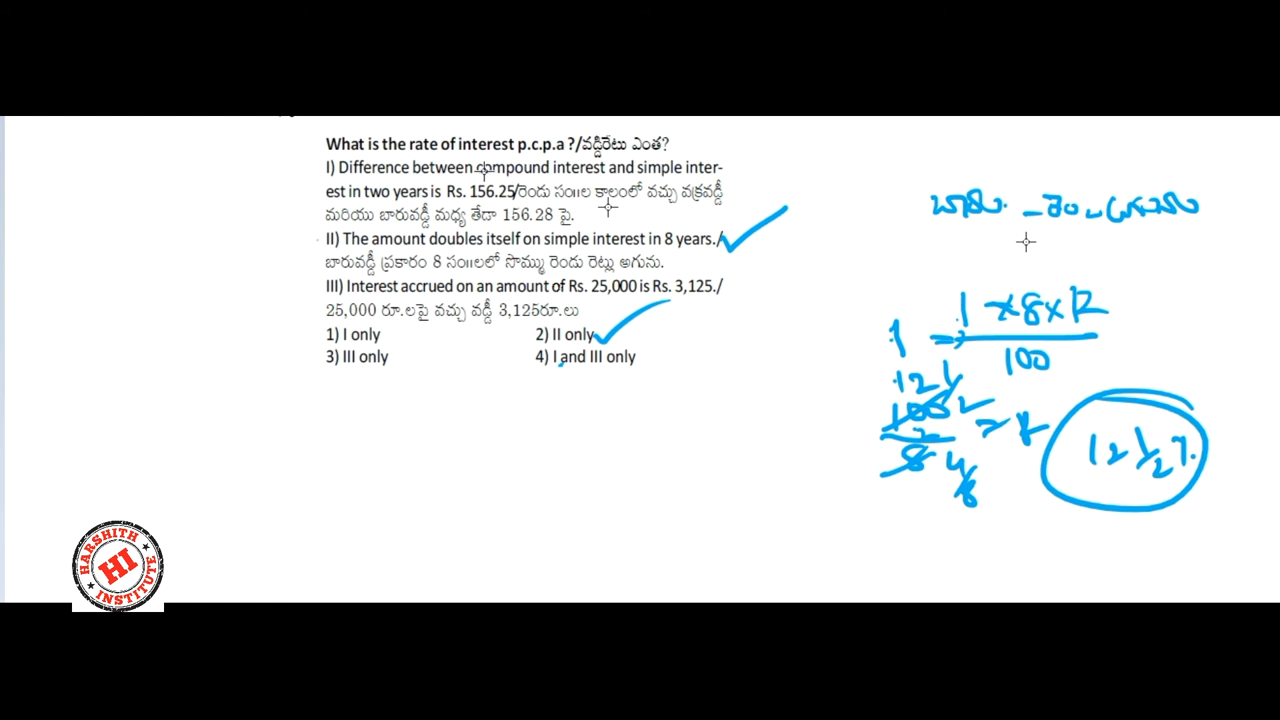 What is the rate of interest p.c.p.a ?/వడ్డీరేటు ఎంత?
I) Difference between compound interest and simple inter-
est in two years is Rs. 156.25/రెండు సం॥ల కాలంలో వచ్చు వక్రవడ్డీ
మరియు బారువడ్డీ మధ్య తేడా 156.28 పై.
II) The amount doubles itself on simple interest in 8 years./
బారువడ్డీ ప్రకారం 8 సం॥లలో సొమ్ము రెండు రెట్లు అగును.
III) Interest accrued on an amount of Rs. 25,000 is Rs. 3,125./
25,000 రూ.లపై వచ్చు వడ్డీ 3,125రూ.లు
1) I only 2) II only
3) III only 4) I and III only
1 = 1 × 8 × R
100
12 1/2 %
HARSHITH
HI
INSTITUTE